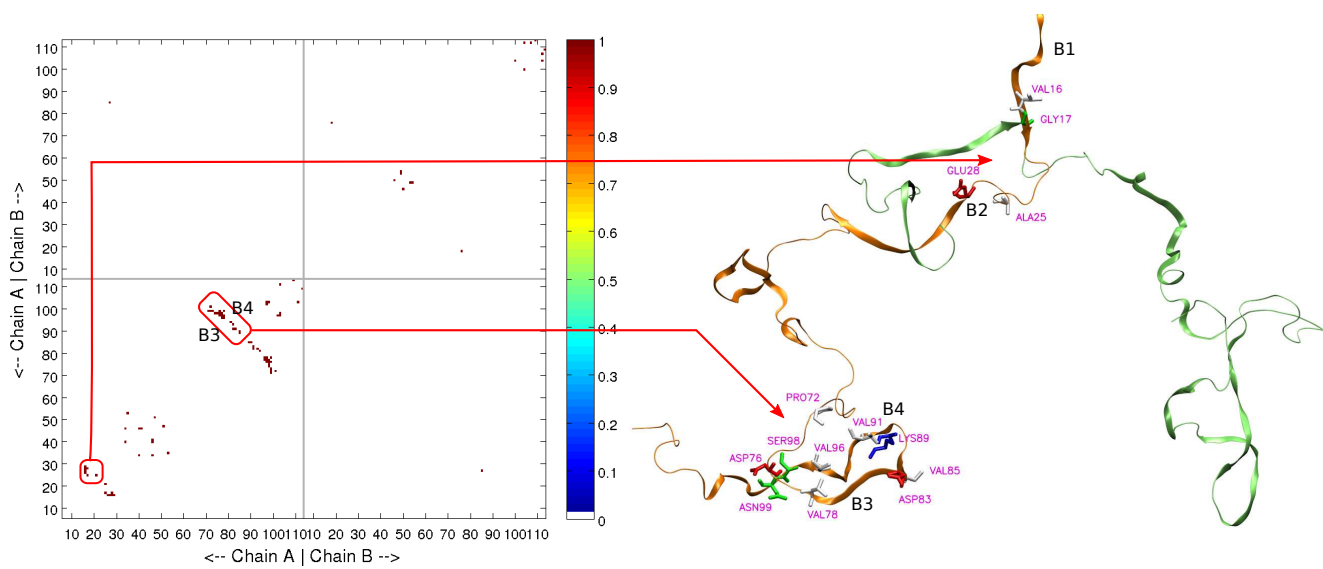 110
100
90
80
70
60
50
40
30
20
10
110
100
90
80
70
60
50
40
30
20
10
<-- Chain A | Chain B -->
10 20 30 40 50 60 70 80 90 100110 10 20 30 40 50 60 70 80 90 100110
<-- Chain A | Chain B -->
B4
B3
1
0.9
0.8
0.7
0.6
0.5
0.4
0.3
0.2
0.1
0
B1
VAL16
GLY17
GLU28
B2
ALA25
PRO72
B4
VAL91
SER98
VAL96
LYS89
ASP76
VAL85
ASP83
B3
ASN99
VAL78